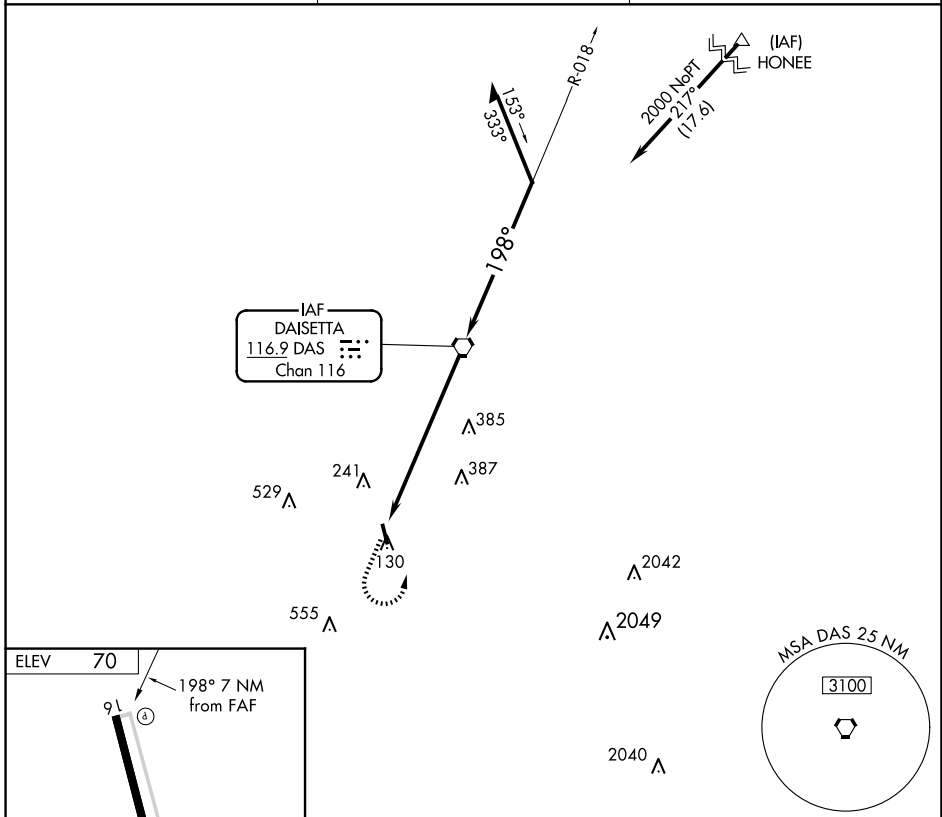 R-018
(IAF)
HONEE
2000 NoPT
217°
(17.6)
153°
333°
198°
IAF
DAISETTA
116.9 DAS
Chan 116
385
387
241
529
130
555
2042
2049
2040
MSA DAS 25 NM
3100
ELEV 70
198° 7 NM
from FAF
16
P